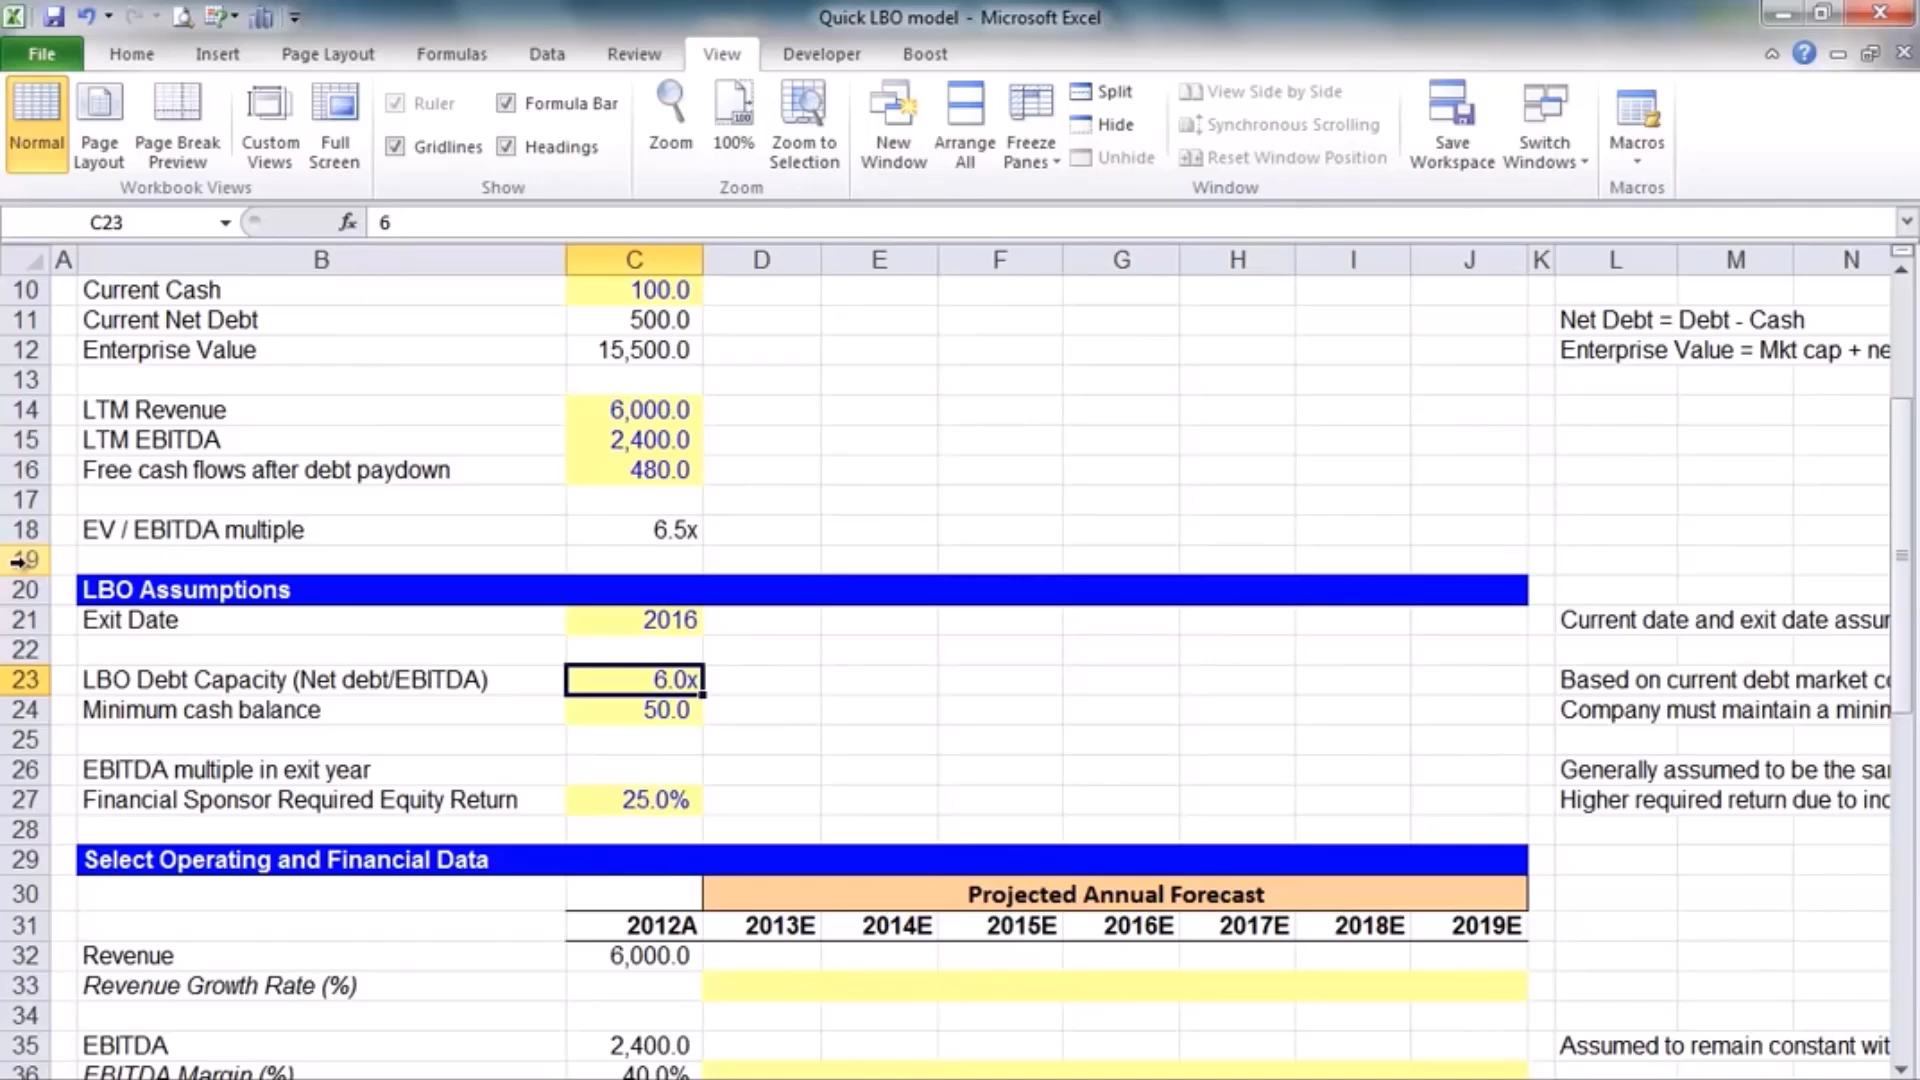 Quick LBO model - Microsoft Excel
File Home Insert Page Layout Formulas Data Review View Developer Boost
Normal
Page Layout
Page Break Preview
Custom Views
Full Screen
Workbook Views
Ruler
Formula Bar
Gridlines
Headings
Show
Zoom
100%
Zoom to Selection
Zoom
New Window
Arrange All
Freeze Panes
Split
Hide
Unhide
View Side by Side
Synchronous Scrolling
Reset Window Position
Window
Save Workspace
Switch Windows
Macros
Macros
C23 fx 6
A B C D E F G H I J K L M N
10 Current Cash 100.0
11 Current Net Debt 500.0 Net Debt = Debt - Cash
12 Enterprise Value 15,500.0 Enterprise Value = Mkt cap + ne
13
14 LTM Revenue 6,000.0
15 LTM EBITDA 2,400.0
16 Free cash flows after debt paydown 480.0
17
18 EV / EBITDA multiple 6.5x
19
20 LBO Assumptions
21 Exit Date 2016 Current date and exit date assur
22
23 LBO Debt Capacity (Net debt/EBITDA) 6.0x Based on current debt market co
24 Minimum cash balance 50.0 Company must maintain a minin
25
26 EBITDA multiple in exit year Generally assumed to be the sar
27 Financial Sponsor Required Equity Return 25.0% Higher required return due to inc
28
29 Select Operating and Financial Data
30 Projected Annual Forecast
31 2012A 2013E 2014E 2015E 2016E 2017E 2018E 2019E
32 Revenue 6,000.0
33 Revenue Growth Rate (%)
34
35 EBITDA 2,400.0 Assumed to remain constant wit
36 EBITDA Margin (%) 40.0%